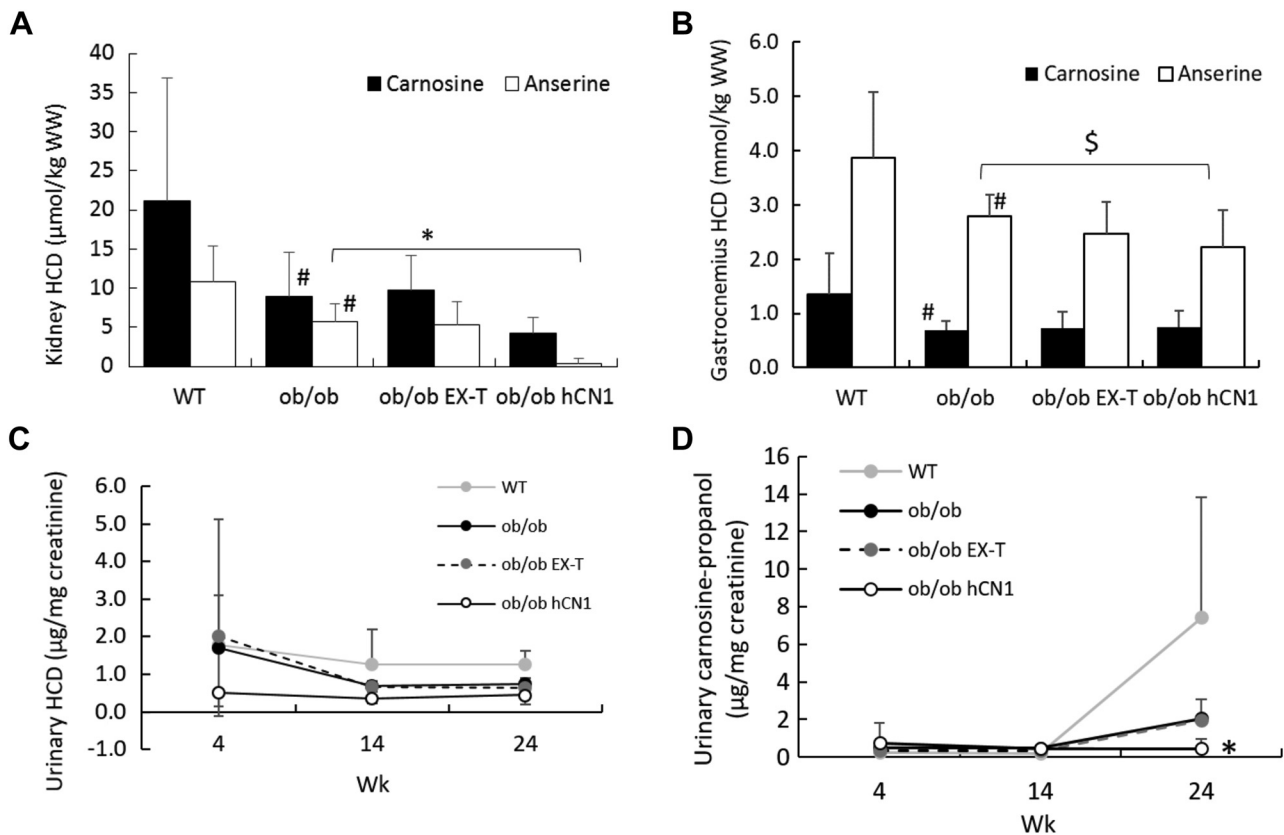 A
Kidney HCD (µmol/kg WW)
40
35
30
25
20
15
10
5
0
Carnosine
Anserine
#
#
*
WT
ob/ob
ob/ob EX-T
ob/ob hCN1
B
Gastrocnemius HCD (mmol/kg WW)
6.0
5.0
4.0
3.0
2.0
1.0
0.0
Carnosine
Anserine
$
#
#
WT
ob/ob
ob/ob EX-T
ob/ob hCN1
C
Urinary HCD (µg/mg creatinine)
6.0
5.0
4.0
3.0
2.0
1.0
0.0
-1.0
WT
ob/ob
ob/ob EX-T
ob/ob hCN1
4
14
24
Wk
D
Urinary carnosine-propanol
(µg/mg creatinine)
16
14
12
10
8
6
4
2
0
WT
ob/ob
ob/ob EX-T
ob/ob hCN1
*
4
14
24
Wk